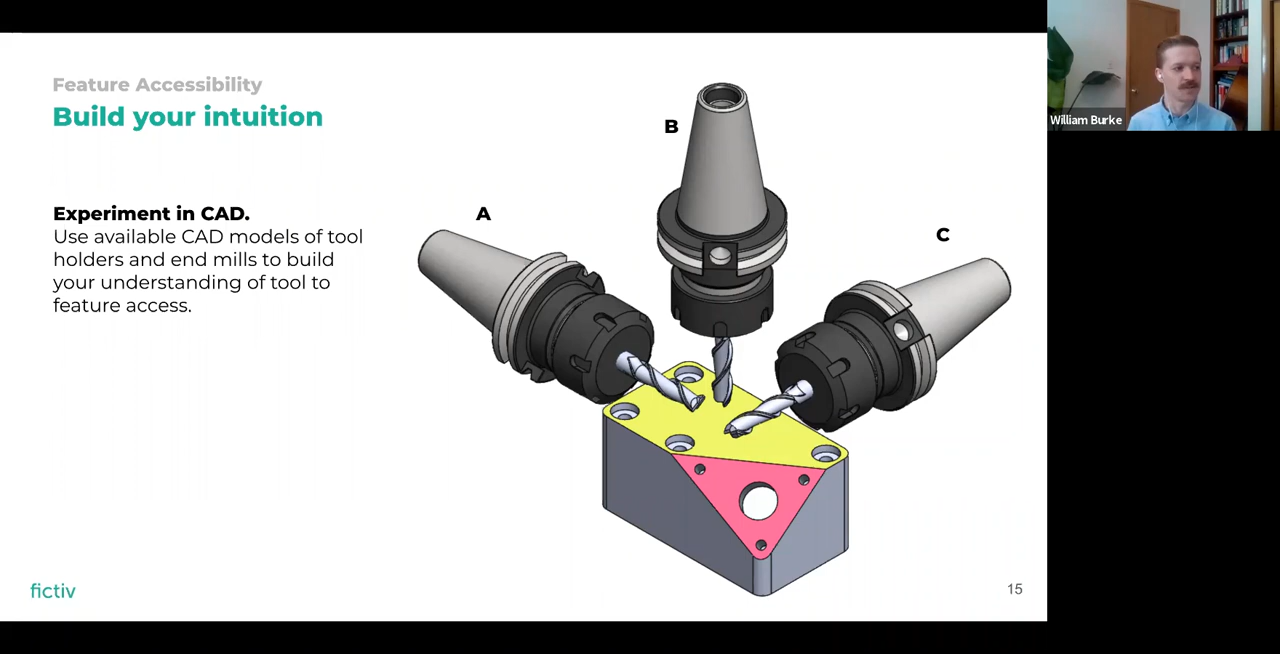 Feature Accessibility
Build your intuition
Experiment in CAD.
Use available CAD models of tool
holders and end mills to build
your understanding of tool to
feature access.
A
B
C
fictiv
15
William Burke